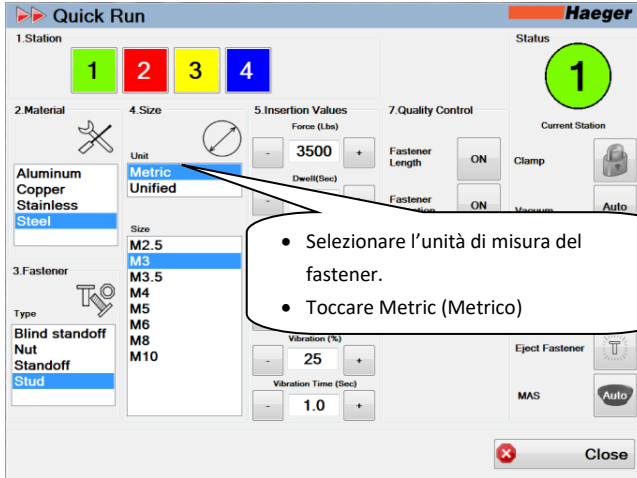 Quick Run
Haeger
1.Station
1
2
3
4
Status
1
Current Station
2.Material
Aluminum
Copper
Stainless
Steel
3.Fastener
Type
Blind standoff
Nut
Standoff
Stud
4.Size
Unit
Metric
Unified
Size
M2.5
M3
M3.5
M4
M5
M6
M8
M10
5.Insertion Values
Force (Lbs)
- 3500 +
Dwell(Sec)
-
Vibration (%)
- 25 +
Vibration Time (Sec)
- 1.0 +
7.Quality Control
Fastener
Length
ON
Fastener
ON
Clamp
Vacuum
Auto
Eject Fastener
MAS
Auto
• Selezionare l’unità di misura del
fastener.
• Toccare Metric (Metrico)
Close